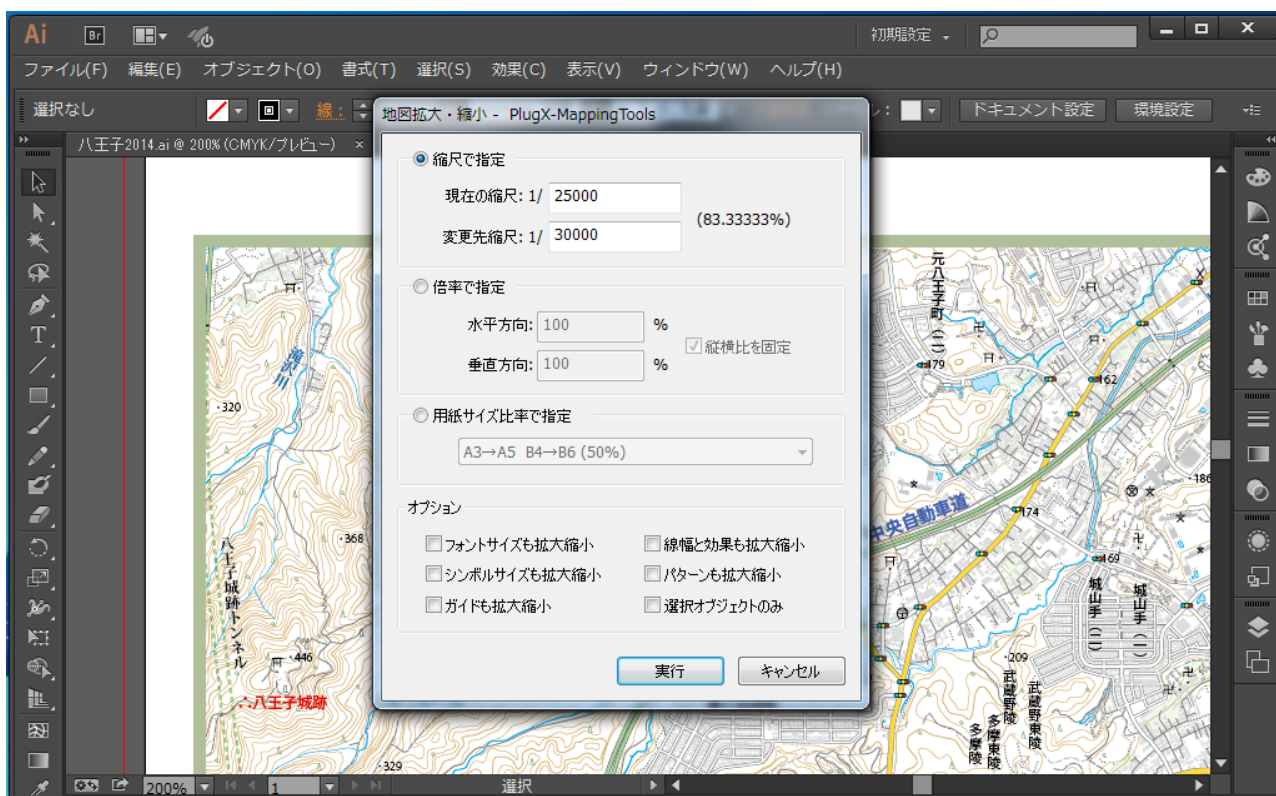 Ai Br 初期設定
ファイル(F) 編集(E) オブジェクト(O) 書式(T) 選択(S) 効果(C) 表示(V) ウィンドウ(W) ヘルプ(H)
選択なし 線: ドキュメント設定 環境設定
八王子2014.ai @ 200% (CMYK/プレビュー) ×
地図拡大・縮小 - PlugX-MappingTools
縮尺で指定
現在の縮尺: 1/ 25000
(83.33333%)
変更先縮尺: 1/ 30000
倍率で指定
水平方向: 100 %
縦横比を固定
垂直方向: 100 %
用紙サイズ比率で指定
A3→A5 B4→B6 (50%)
オプション
フォントサイズも拡大縮小 線幅と効果も拡大縮小
シンボルサイズも拡大縮小 パターンも拡大縮小
ガイドも拡大縮小 選択オブジェクトのみ
実行 キャンセル
滝沢川
・320
・368
八王子城跡トンネル
・446
∴八王子城跡
・329
元八王子町(二)
179
162
・186
中央自動車道
174
169
城山手(二)
城山手(一)
・209
武蔵野陵
武蔵野東陵
多摩東陵
多摩陵
200% 1 選択